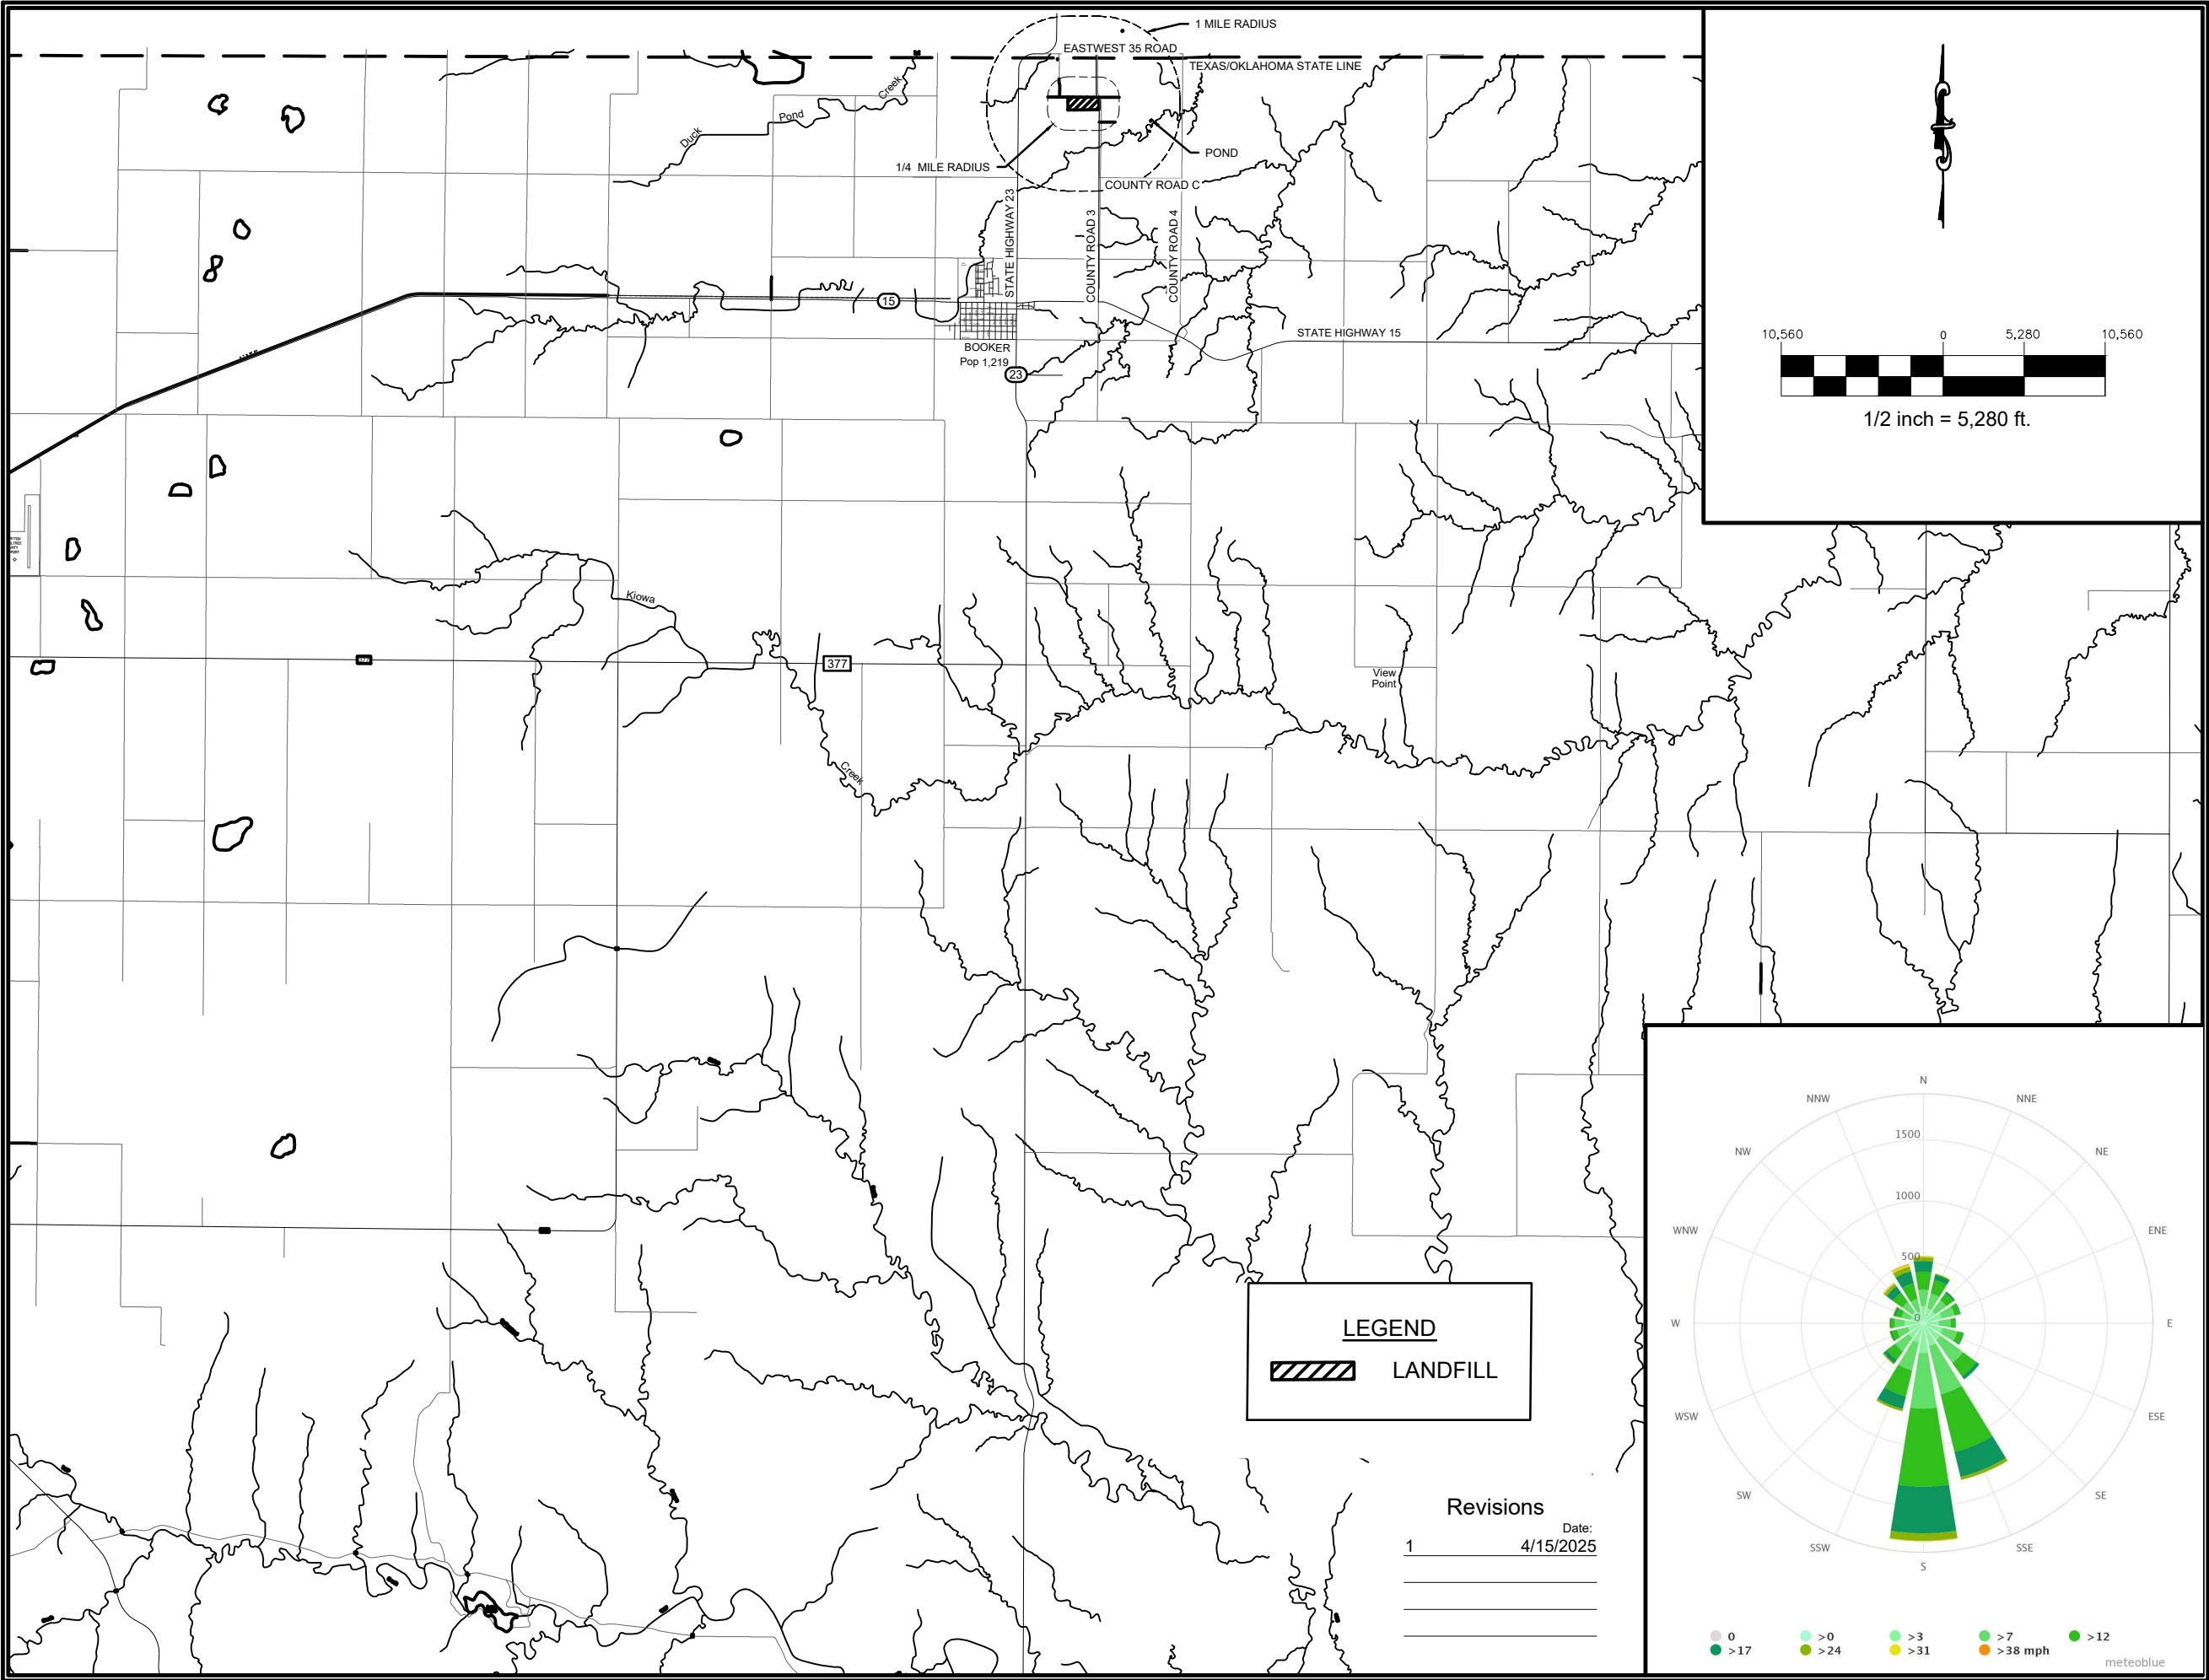 1 MILE RADIUS
EASTWEST 35 ROAD
TEXAS/OKLAHOMA STATE LINE
Duck
Pond
Creek
1/4 MILE RADIUS
POND
COUNTY ROAD C
STATE HIGHWAY 23
COUNTY ROAD 3
COUNTY ROAD 4
15
STATE HIGHWAY 15
BOOKER
Pop 1,219
23
10,560
0
5,280
10,560
1/2 inch = 5,280 ft.
Kiowa
377
377
View
Point
Creek
LEGEND
LANDFILL
Revisions
Date:
1 4/15/2025
N
NNE
NE
ENE
E
ESE
SE
SSE
S
SSW
SW
WSW
W
WNW
NW
NNW
1500
1000
500
0
0 >0 >3 >7 >12
>17 >24 >31 >38 mph
meteoblue